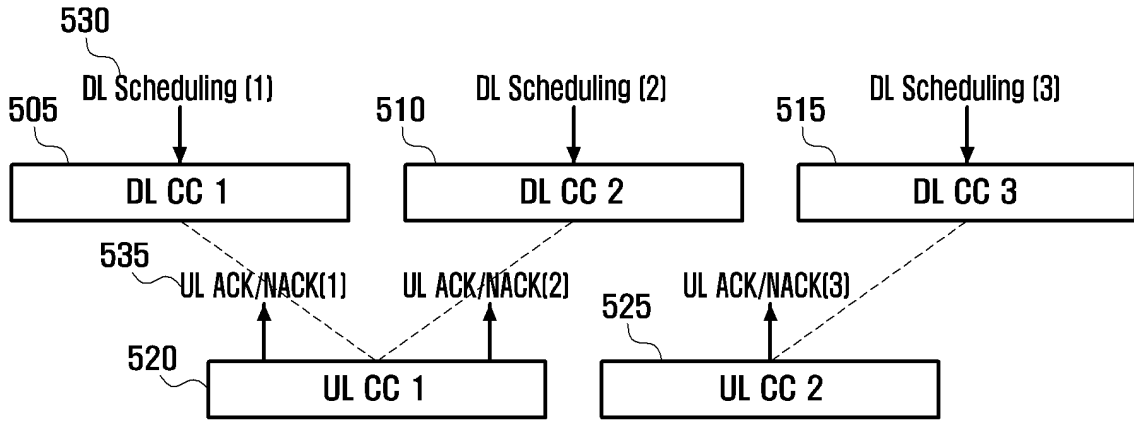 530
DL Scheduling (1)
DL Scheduling (2)
DL Scheduling (3)
505
510
515
DL CC 1
DL CC 2
DL CC 3
535
UL ACK/NACK(1)
UL ACK/NACK(2)
UL ACK/NACK(3)
525
520
UL CC 1
UL CC 2